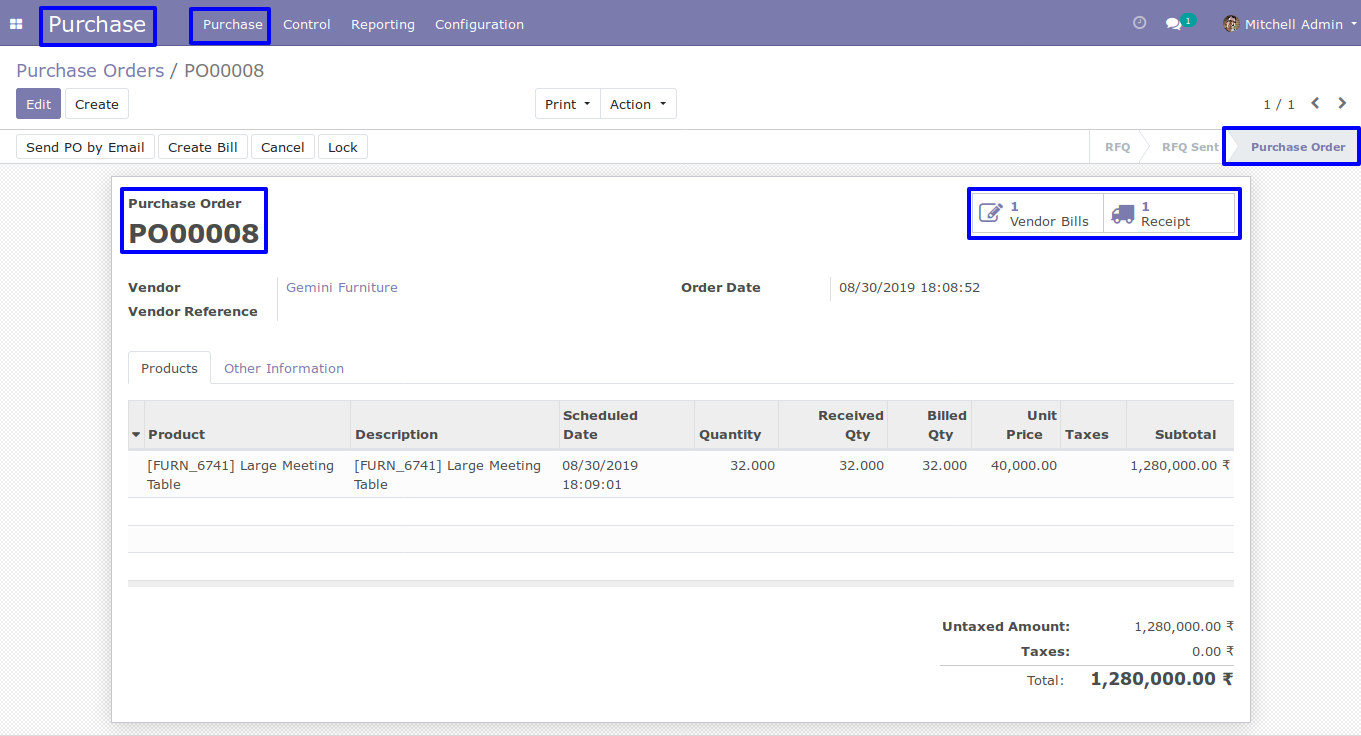 Purchase Purchase Control Reporting Configuration 1 Mitchell Admin
Purchase Orders / PO00008
Edit Create Print Action 1 / 1
Send PO by Email Create Bill Cancel Lock RFQ RFQ Sent Purchase Order
Purchase Order
PO00008
1
Vendor Bills
1
Receipt
Vendor Gemini Furniture Order Date 08/30/2019 18:08:52
Vendor Reference
Products Other Information
Product Description Scheduled Date Quantity Received Qty Billed Qty Unit Price Taxes Subtotal
[FURN_6741] Large Meeting [FURN_6741] Large Meeting 08/30/2019 32.000 32.000 32.000 40,000.00 1,280,000.00 ₹
Table Table 18:09:01
Untaxed Amount: 1,280,000.00 ₹
Taxes: 0.00 ₹
Total: 1,280,000.00 ₹